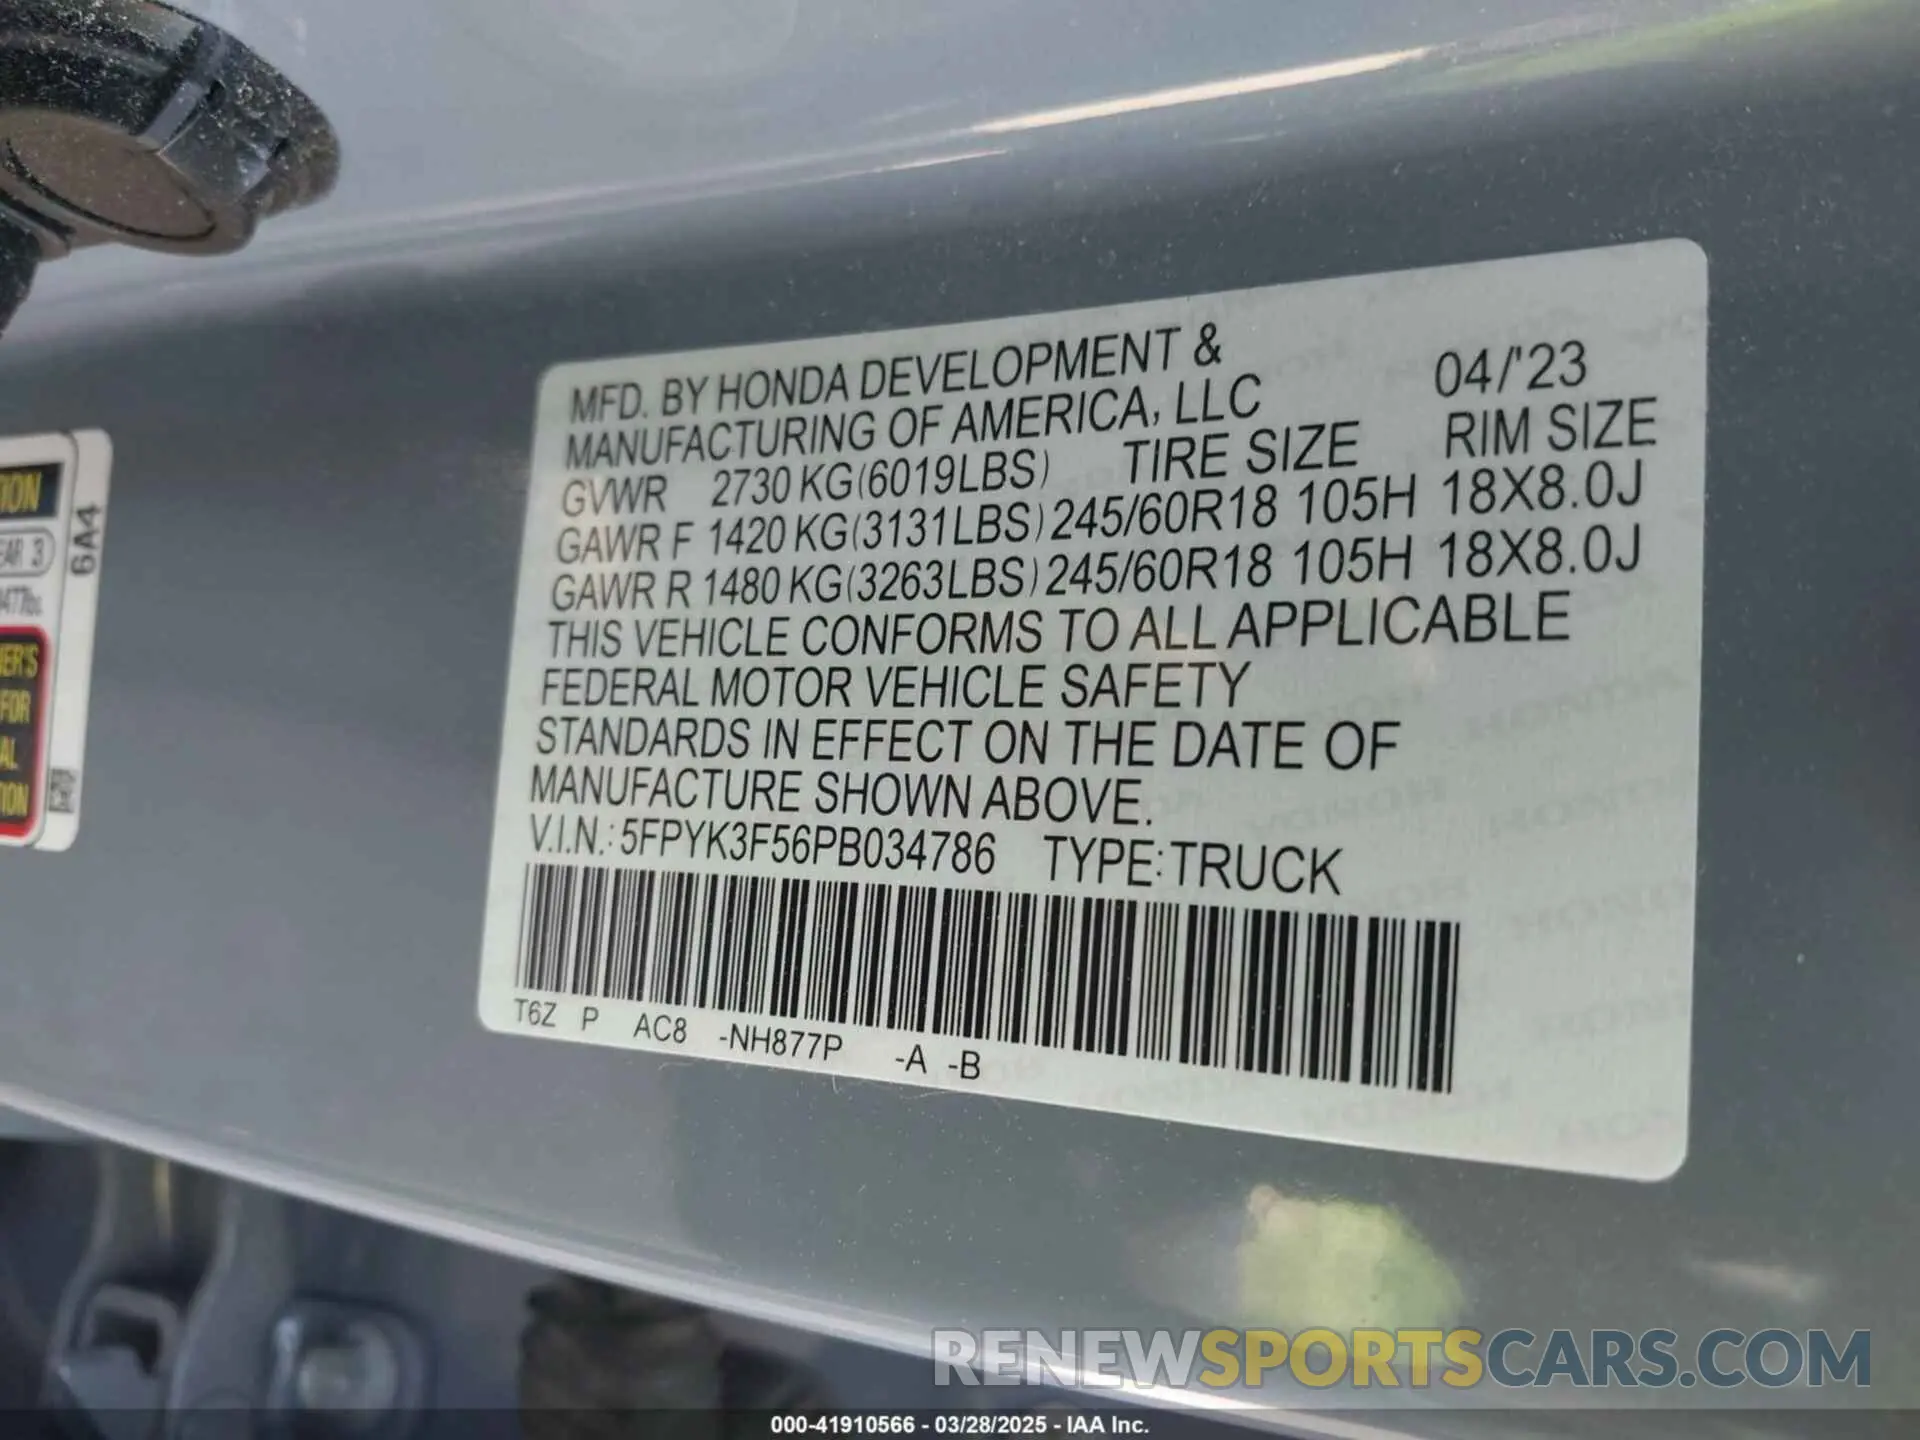 MFD. BY HONDA DEVELOPMENT &
MANUFACTURING OF AMERICA, LLC 04/'23
GVWR 2730 KG(6019LBS) TIRE SIZE RIM SIZE
GAWR F 1420 KG(3131LBS) 245/60R18 105H 18X8.0J
GAWR R 1480 KG(3263LBS) 245/60R18 105H 18X8.0J
THIS VEHICLE CONFORMS TO ALL APPLICABLE
FEDERAL MOTOR VEHICLE SAFETY
STANDARDS IN EFFECT ON THE DATE OF
MANUFACTURE SHOWN ABOVE.
V.I.N.: 5FPYK3F56PB034786 TYPE: TRUCK
T6Z P AC8 -NH877P -A -B
6A4
3
FOR
RENEWSPORTSCARS.COM
000-41910566 - 03/28/2025 - IAA Inc.